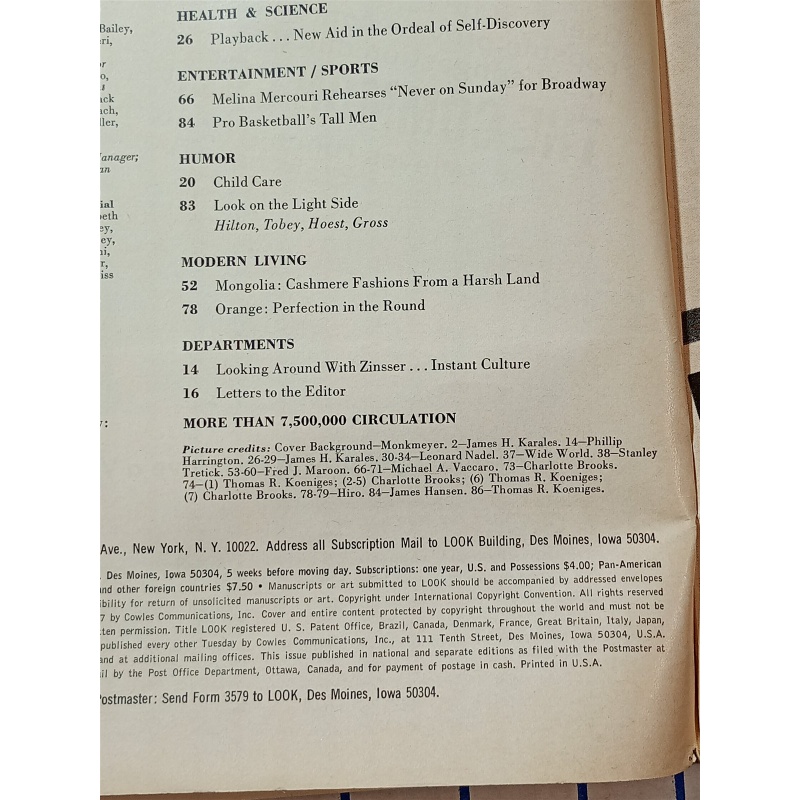 HEALTH & SCIENCE
26 Playback . . . New Aid in the Ordeal of Self-Discovery
ENTERTAINMENT / SPORTS
66 Melina Mercouri Rehearses "Never on Sunday" for Broadway
84 Pro Basketball's Tall Men
HUMOR
20 Child Care
83 Look on the Light Side
Hilton, Tobey, Hoest, Gross
MODERN LIVING
52 Mongolia: Cashmere Fashions From a Harsh Land
78 Orange: Perfection in the Round
DEPARTMENTS
14 Looking Around With Zinsser . . . Instant Culture
16 Letters to the Editor
MORE THAN 7,500,000 CIRCULATION
Picture credits: Cover Background—Monkmeyer. 2—James H. Karales. 14—Phillip
Harrington. 26-29—James H. Karales. 30-34—Leonard Nadel. 37—Wide World. 38—Stanley
Tretick. 53-60—Fred J. Maroon. 66-71—Michael A. Vaccaro. 73—Charlotte Brooks.
74—(1) Thomas R. Koeniges; (2-5) Charlotte Brooks; (6) Thomas R. Koeniges;
(7) Charlotte Brooks. 78-79—Hiro. 84—James Hansen. 86—Thomas R. Koeniges.
Ave., New York, N. Y. 10022. Address all Subscription Mail to LOOK Building, Des Moines, Iowa 50304.
Des Moines, Iowa 50304, 5 weeks before moving day. Subscriptions: one year, U.S. and Possessions $4.00; Pan-American
other foreign countries $7.50 • Manuscripts or art submitted to LOOK should be accompanied by addressed envelopes
for return of unsolicited manuscripts or art. Copyright under International Copyright Convention. All rights reserved
7 by Cowles Communications, Inc. Cover and entire content protected by copyright throughout the world and must not be
permission. Title LOOK registered U. S. Patent Office, Brazil, Canada, Denmark, France, Great Britain, Italy, Japan,
published every other Tuesday by Cowles Communications, Inc., at 111 Tenth Street, Des Moines, Iowa 50304, U.S.A.
and at additional mailing offices. This issue published in national and separate editions as filed with the Postmaster at
by the Post Office Department, Ottawa, Canada, and for payment of postage in cash. Printed in U.S.A.
Postmaster: Send Form 3579 to LOOK, Des Moines, Iowa 50304.